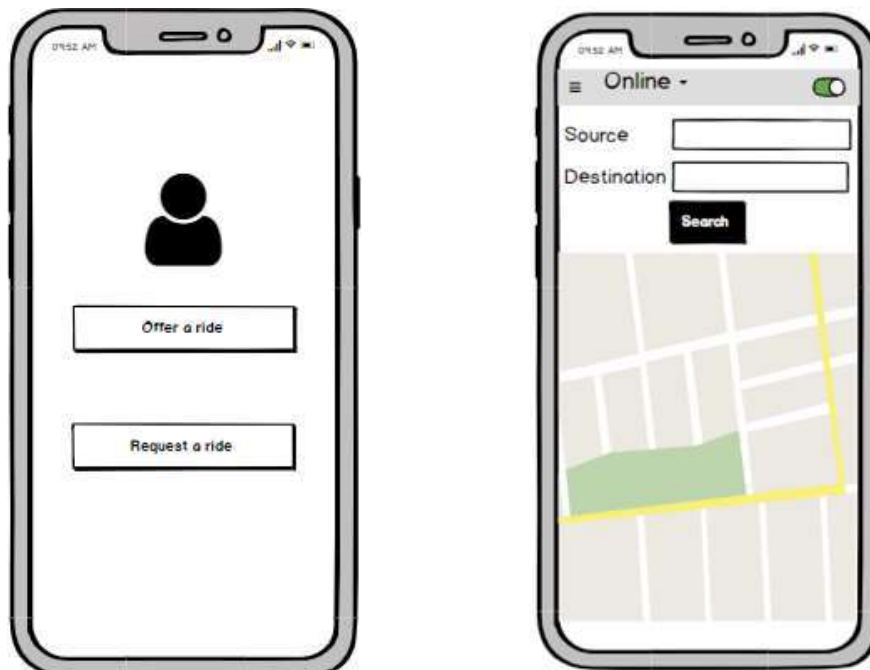 09:52 AM
Offer a ride
Request a ride
09:52 AM
Online
Source
Destination
Search